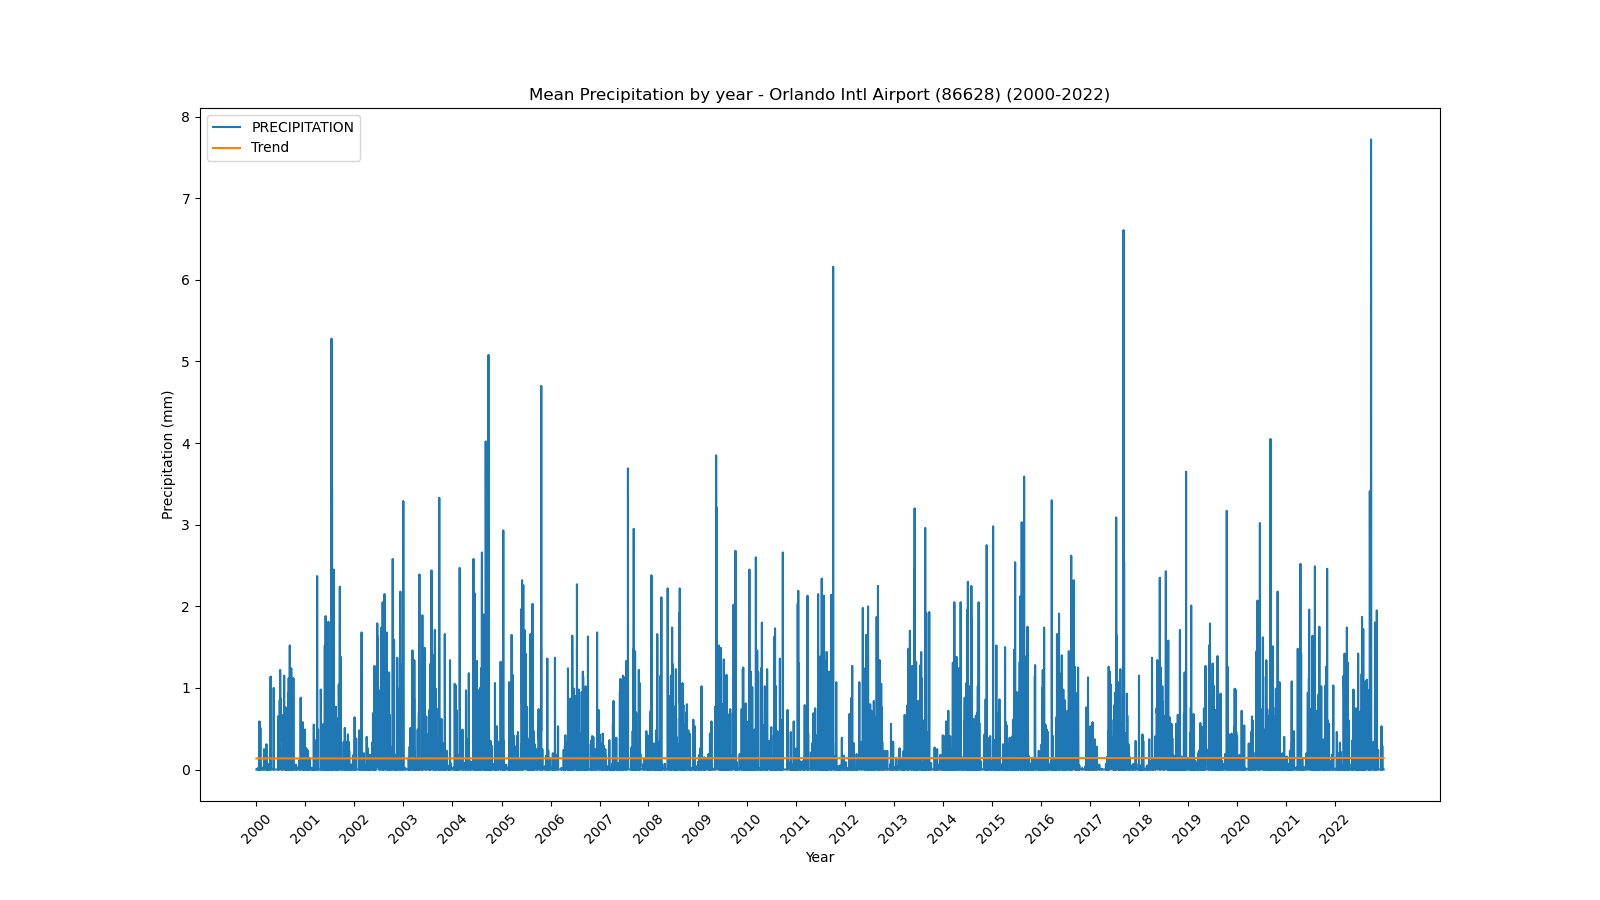 Mean Precipitation by year - Orlando Intl Airport (86628) (2000-2022)
PRECIPITATION
Trend
8
7
6
5
4
3
2
1
0
Precipitation (mm)
2000 2001 2002 2003 2004 2005 2006 2007 2008 2009 2010 2011 2012 2013 2014 2015 2016 2017 2018 2019 2020 2021 2022
Year